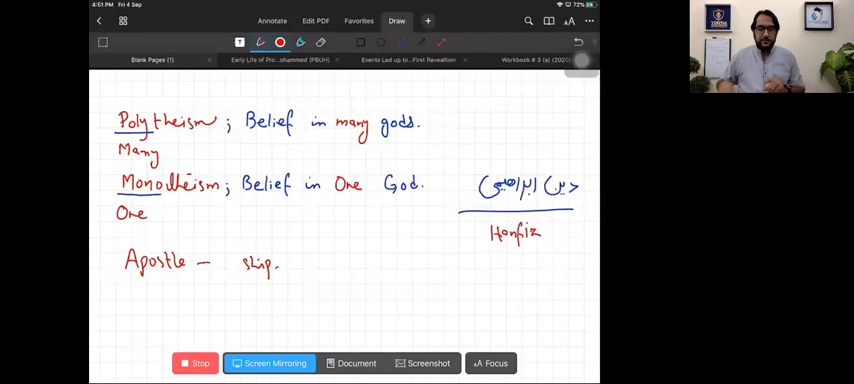 4:51 PM Fri 4 Sep 72%
Annotate Edit PDF Favorites Draw
Blank Pages (1) Early Life of Pro...ohammed (PBUH) Events Led up to...First Revealtion Workbook # 3 (a) (2020)
Polytheism ; Belief in many gods.
Many
Monotheism ; Belief in One God.
One
دین ابراھیمی
Hanfiz
Apostle – ship.
Stop Screen Mirroring Document Screenshot Focus